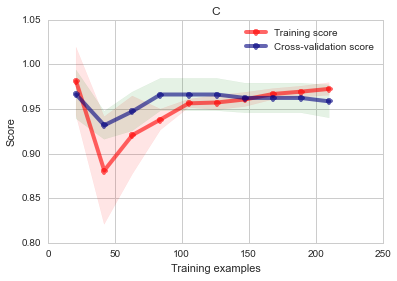 C
Training score
Cross-validation score
Score
1.05
1.00
0.95
0.90
0.85
0.80
0
50
100
150
200
250
Training examples